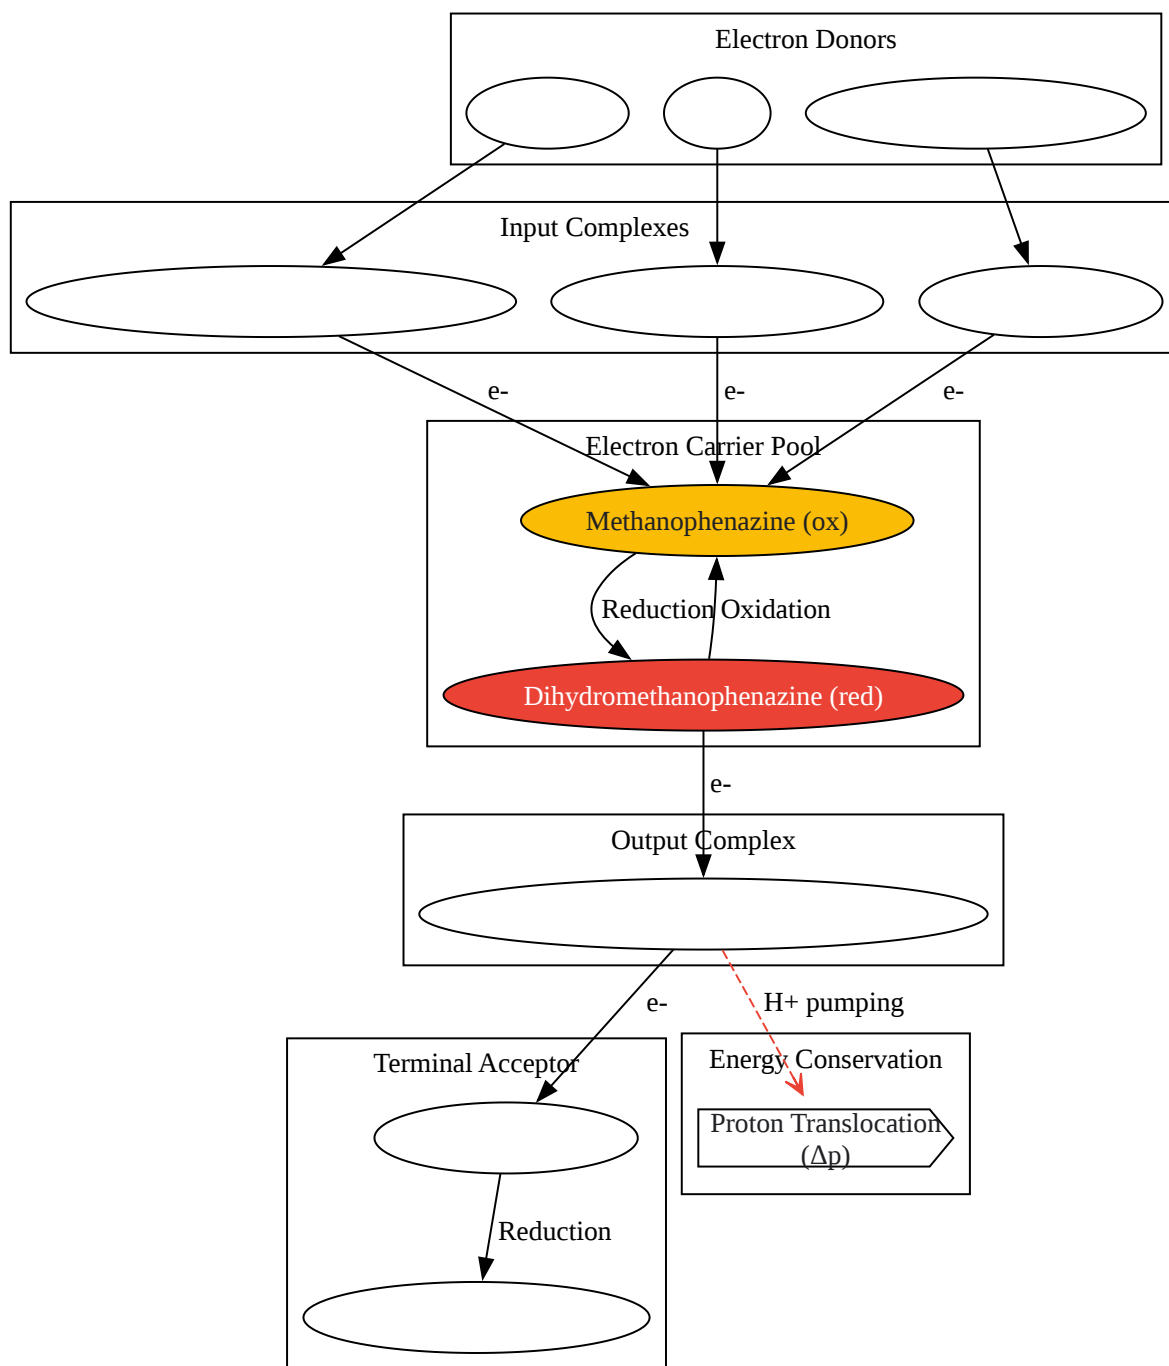 Electron Donors
Input Complexes
e-
e-
e-
Electron Carrier Pool
Methanophenazine (ox)
Reduction
Oxidation
Dihydromethanophenazine (red)
e-
Output Complex
e-
H+ pumping
Terminal Acceptor
Energy Conservation
Proton Translocation
(Δp)
Reduction